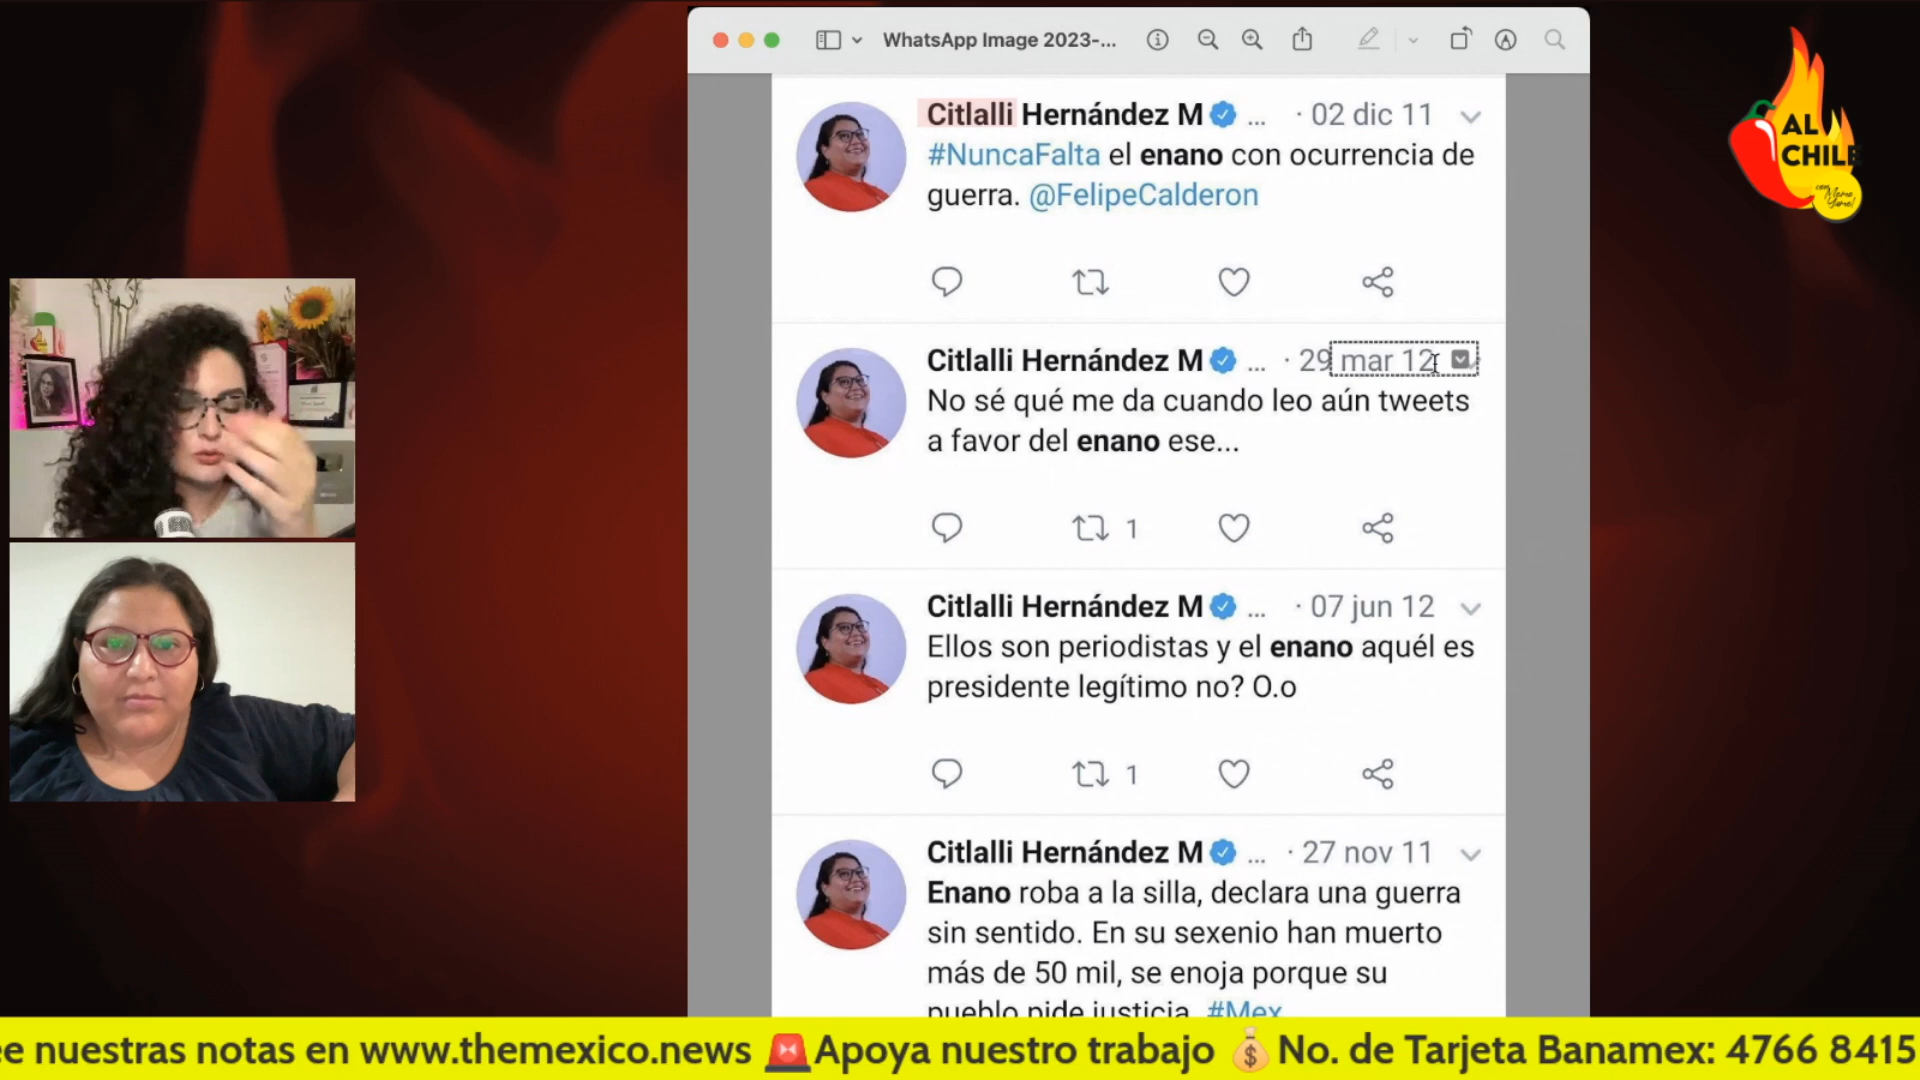 WhatsApp Image 2023-...
Citlalli Hernández M ... · 02 dic 11
#NuncaFalta el enano con ocurrencia de
guerra. @FelipeCalderon
Citlalli Hernández M ... · 29 mar 12
No sé qué me da cuando leo aún tweets
a favor del enano ese...
1
Citlalli Hernández M ... · 07 jun 12
Ellos son periodistas y el enano aquél es
presidente legítimo no? O.o
1
Citlalli Hernández M ... · 27 nov 11
Enano roba a la silla, declara una guerra
sin sentido. En su sexenio han muerto
más de 50 mil, se enoja porque su
pueblo pide justicia. #Mex
AL
CHILE
con Meme
Yamel
e nuestras notas en www.themexico.news 🚨Apoya nuestro trabajo 💰No. de Tarjeta Banamex: 4766 8415